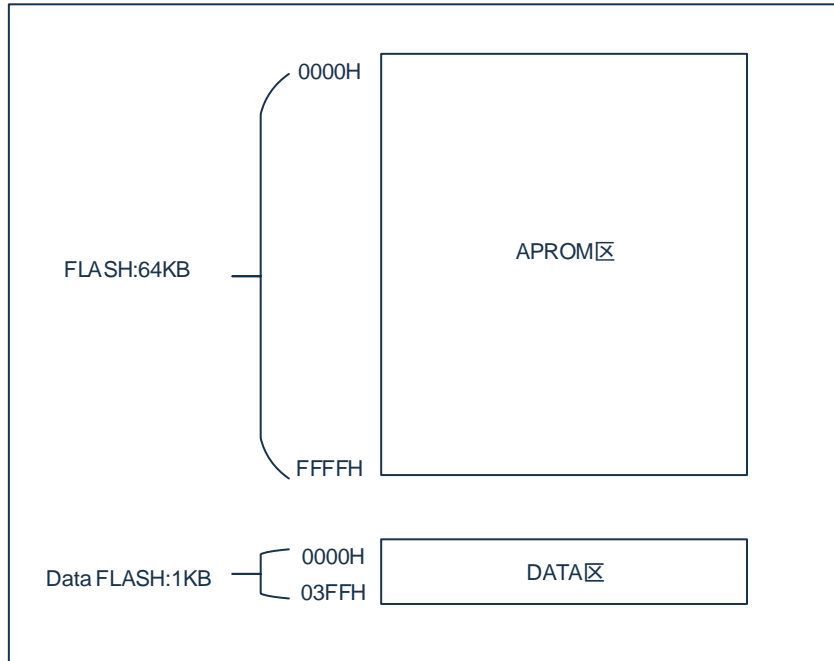 0000H
APROM区
FLASH:64KB
FFFFH
0000H
DATA区
Data FLASH:1KB
03FFH